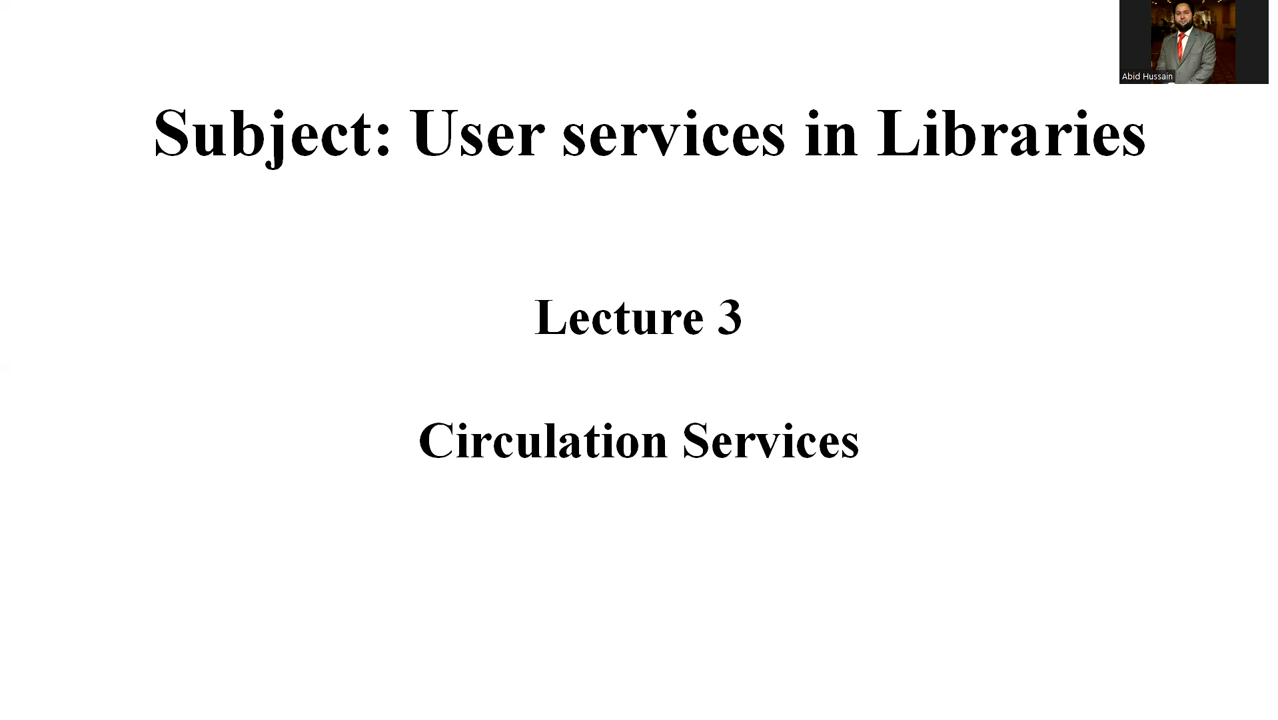 Abid Hussain
Subject: User services in Libraries
Lecture 3
Circulation Services